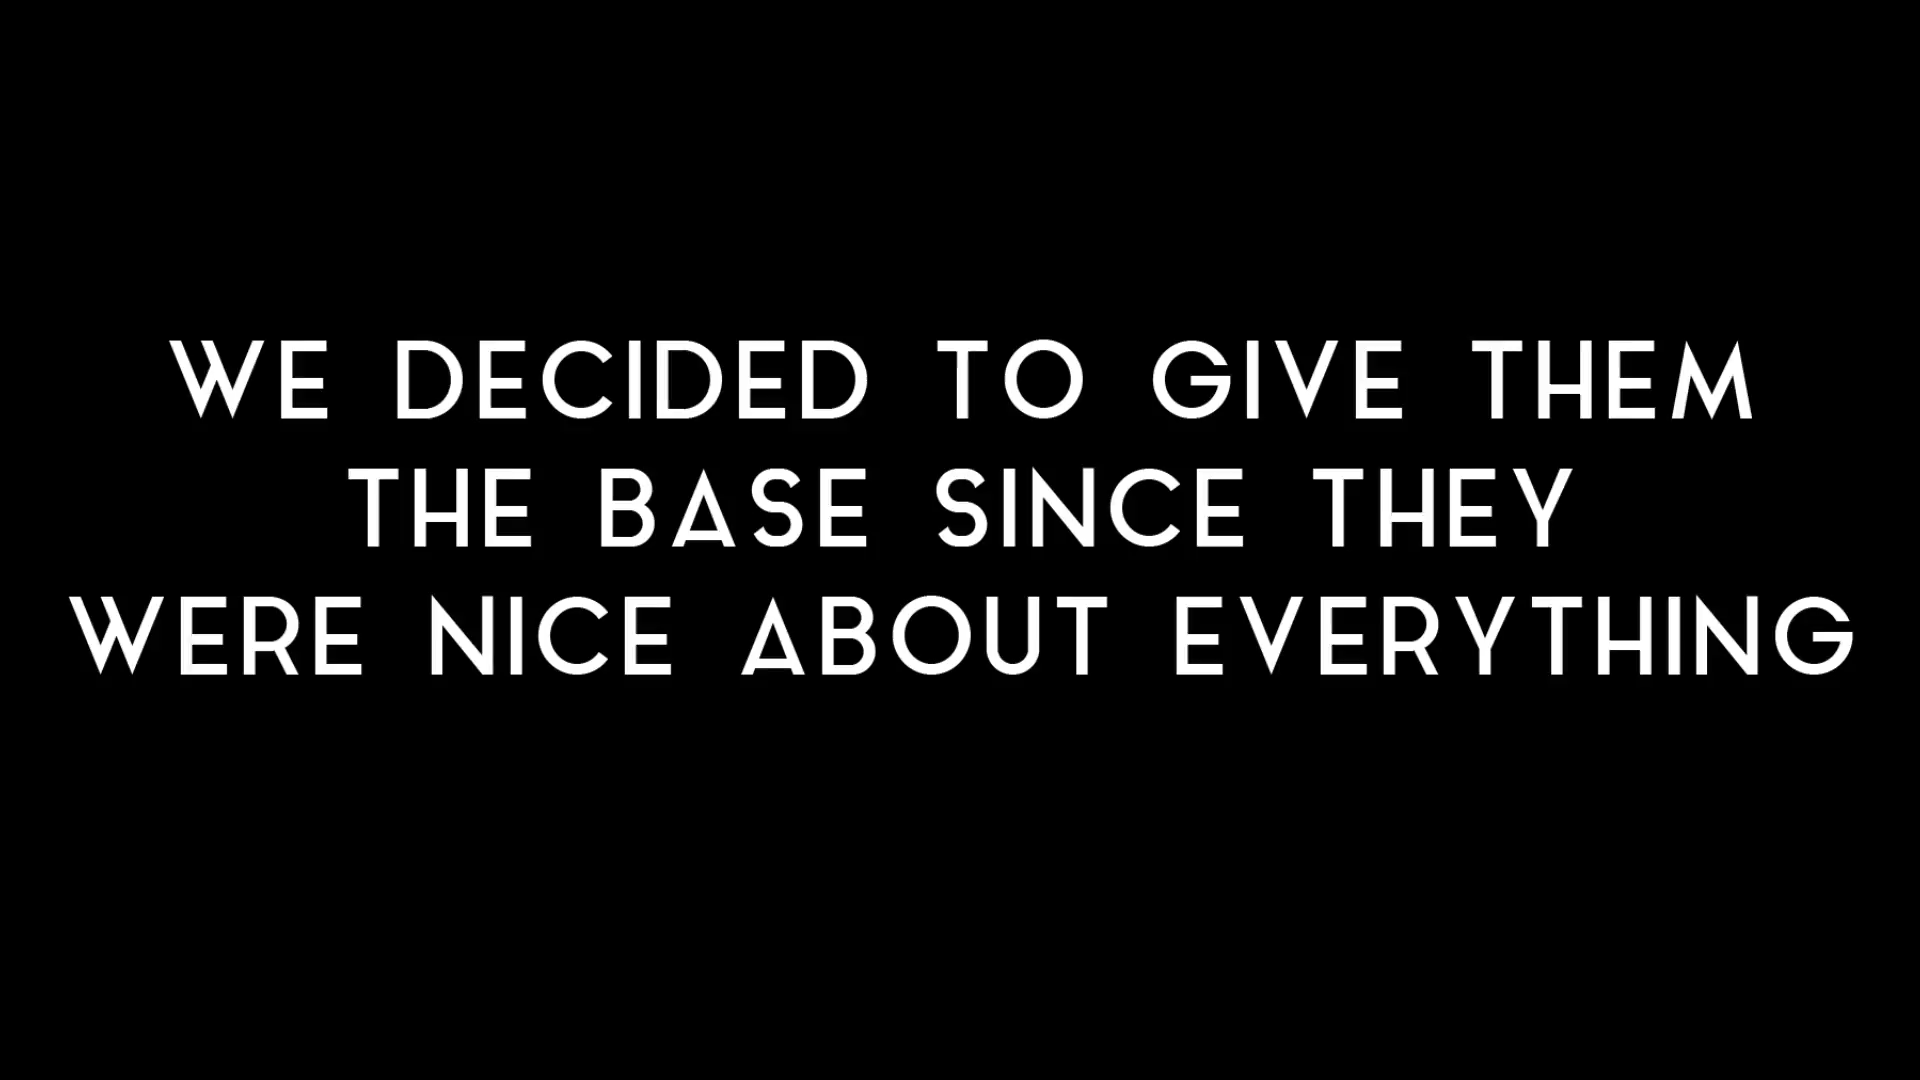 WE DECIDED TO GIVE THEM
THE BASE SINCE THEY
WERE NICE ABOUT EVERYTHING